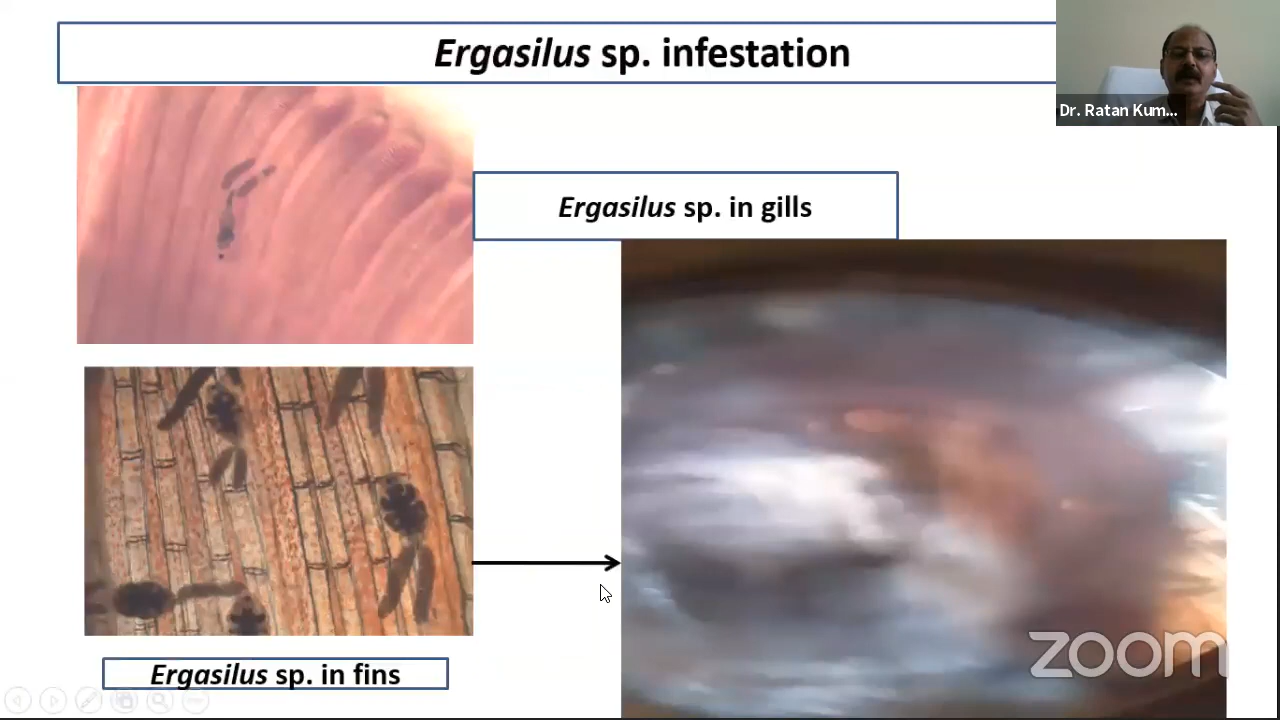 Ergasilus sp. infestation
Dr. Ratan Kum...
Ergasilus sp. in gills
Ergasilus sp. in fins
zoom